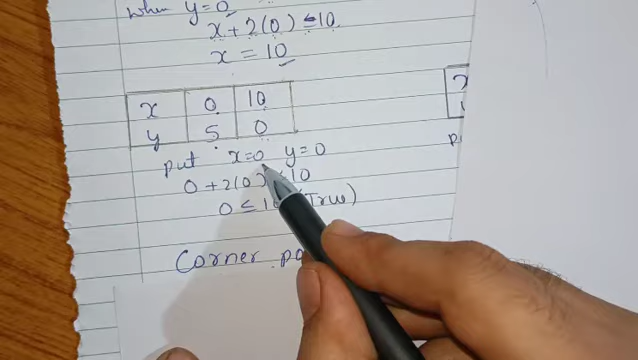 when y=0
x + 2(0) ≤ 10
x = 10
x 0 10
y 5 0
put x=0 y=0
0 + 2(0) ≤ 10
0 ≤ 10 (True)
Corner